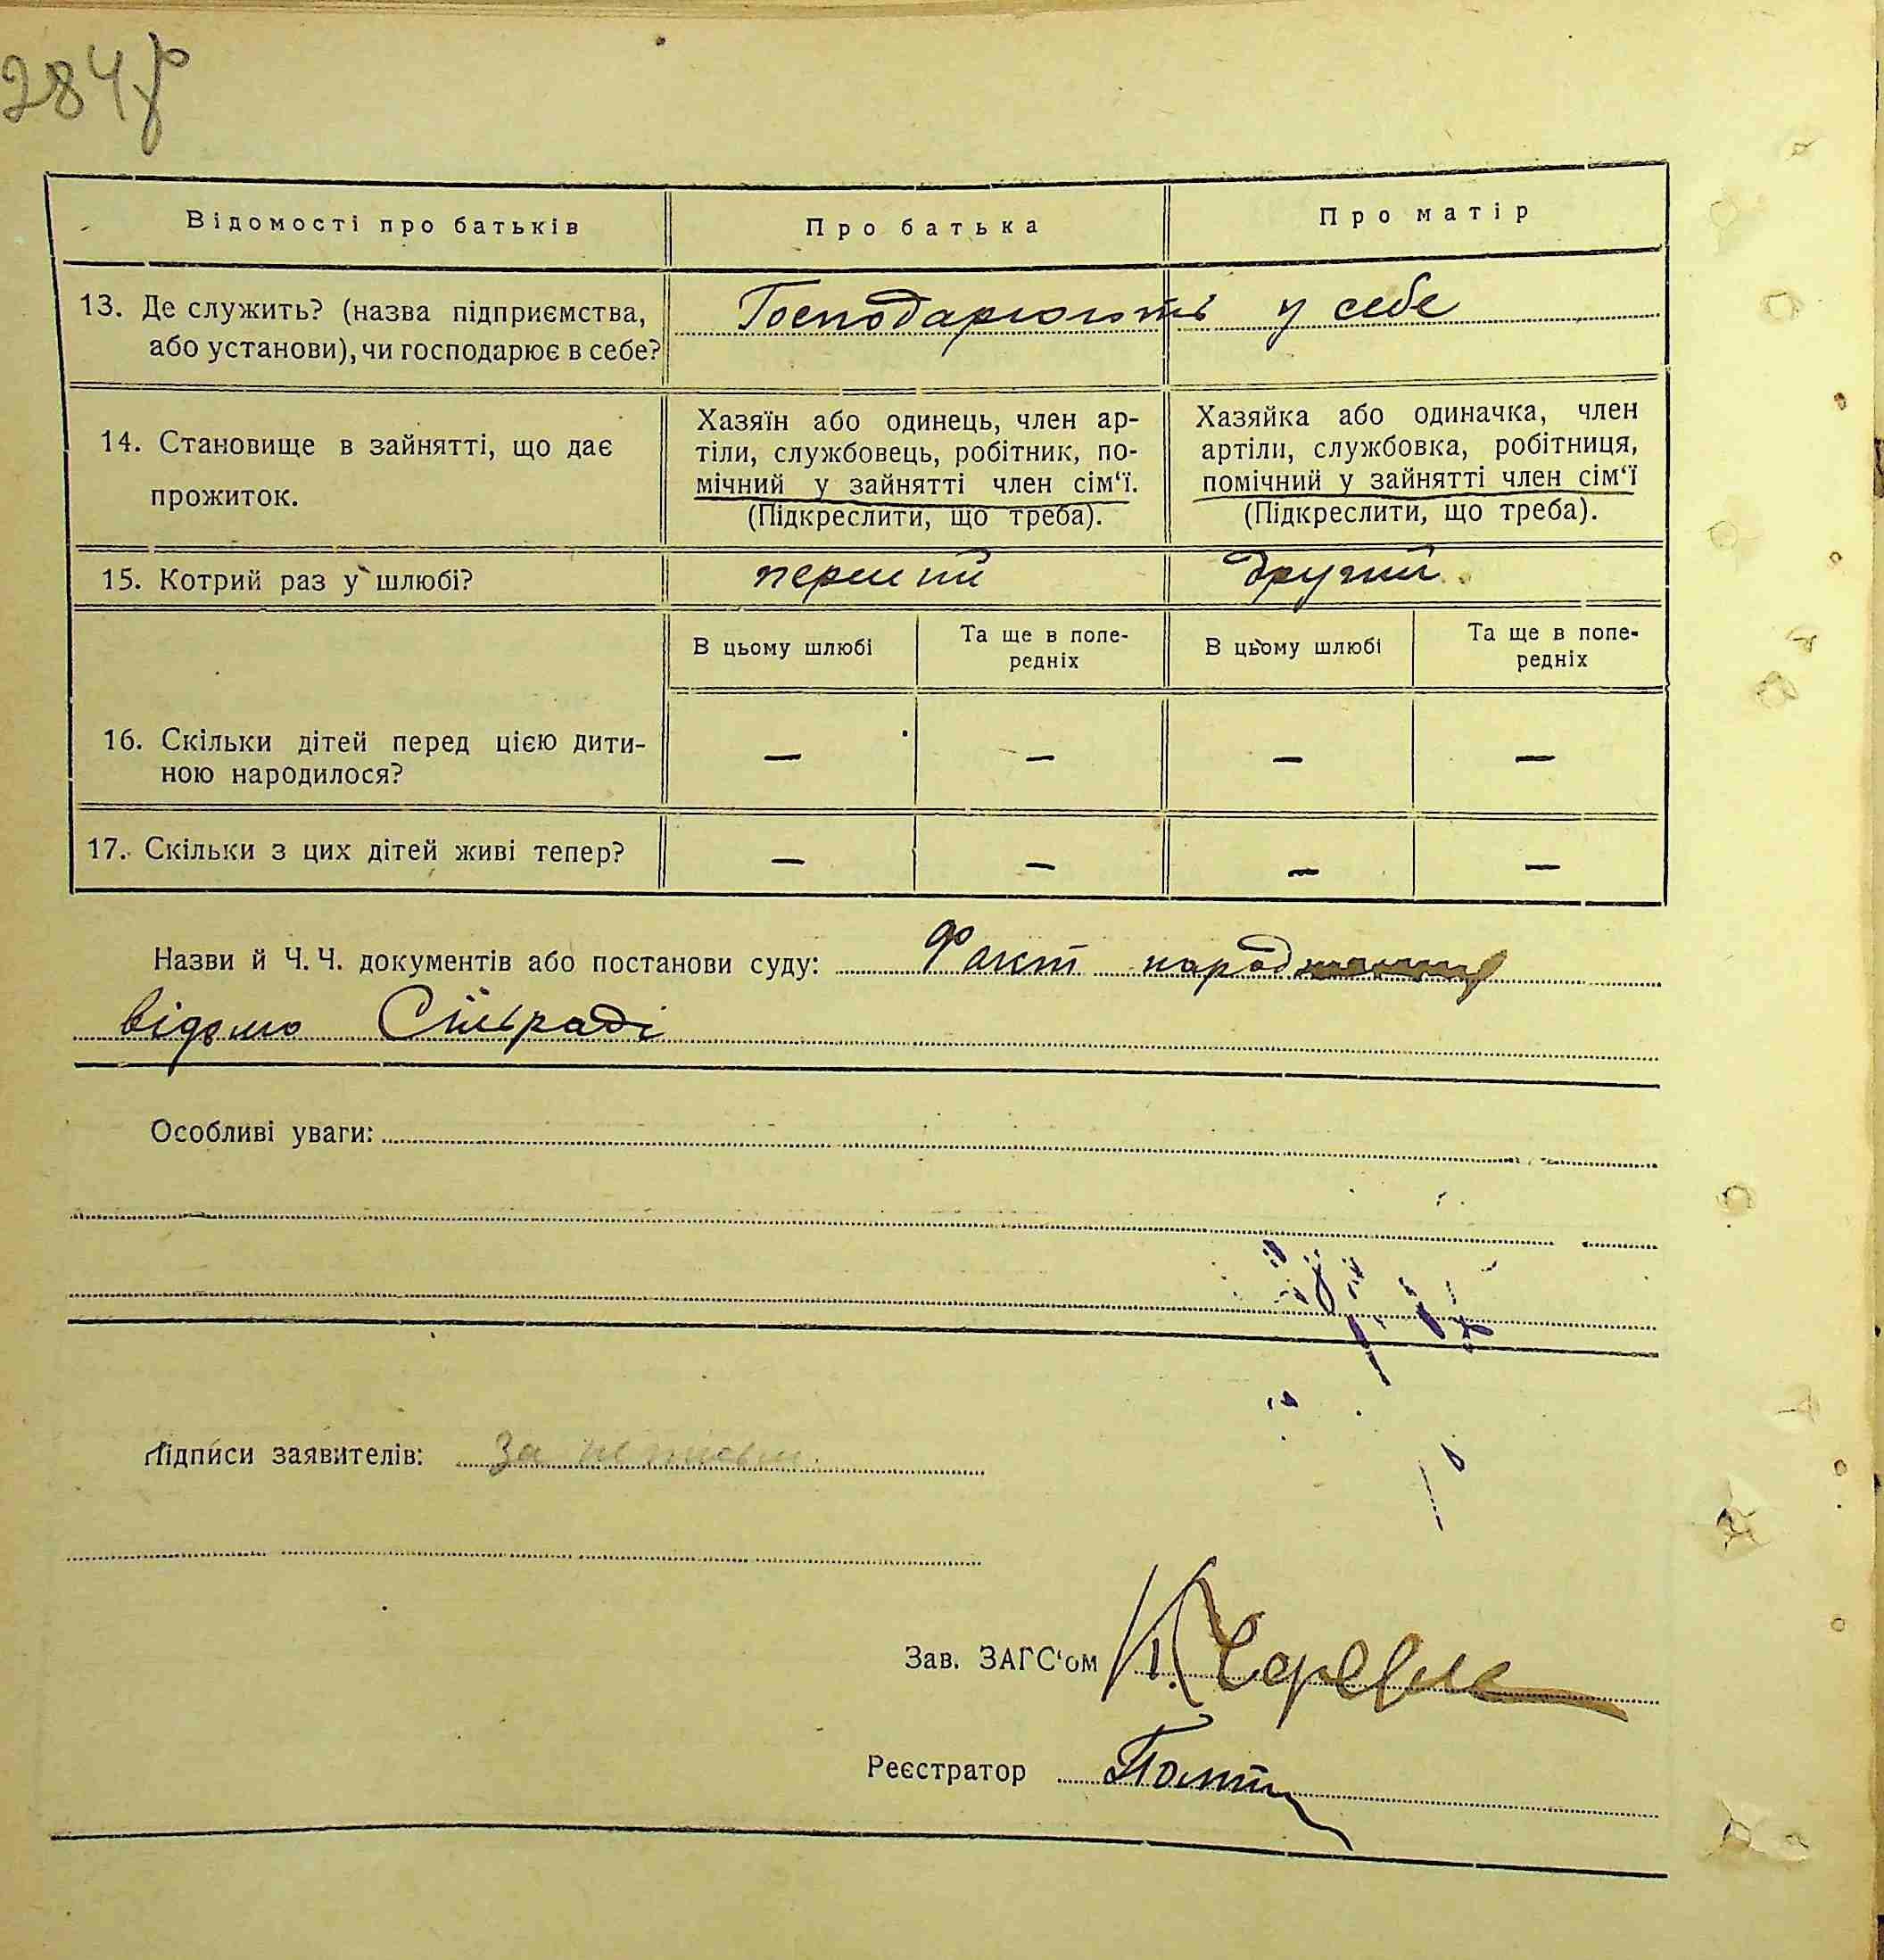 284
Відомості про батьків
Про батька
Про матір
13. Де служить? (назва підприємства,
або установи), чи господарює в себе?
Господарюють у себе
14. Становище в зайнятті, що дає
прожиток.
Хазяїн або одинець, член ар-
тіли, службовець, робітник, по-
мічний у зайнятті член сім‘ї.
(Підкреслити, що треба).
Хазяйка або одиначка, член
артіли, службовка, робітниця,
помічний у зайнятті член сім‘ї
(Підкреслити, що треба).
15. Котрий раз у шлюбі?
перший
другий
В цьому шлюбі
Та ще в попе-
редніх
В цьому шлюбі
Та ще в попе-
редніх
16. Скільки дітей перед цією дити-
ною народилося?
— — — —
17. Скільки з цих дітей живі тепер?
— — — —
Назви й Ч. Ч. документів або постанови суду: Факт народження
відомо Сільраді
Особливі уваги:
Підписи заявителів: За
Зав. ЗАГС‘ом
Реєстратор